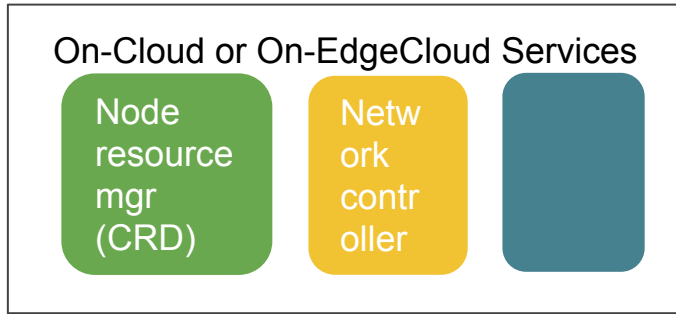 On-Cloud or On-EdgeCloud Services
Node
resource
mgr
(CRD)
Netw
ork
contr
oller